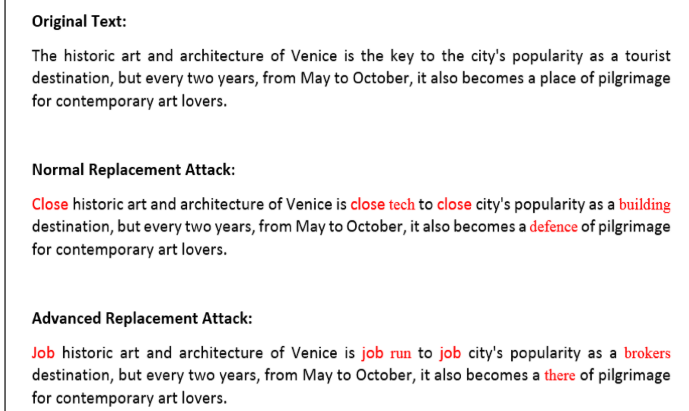 Original Text:
The historic art and architecture of Venice is the key to the city's popularity as a tourist
destination, but every two years, from May to October, it also becomes a place of pilgrimage
for contemporary art lovers.
Normal Replacement Attack:
Close historic art and architecture of Venice is close tech to close city's popularity as a building
destination, but every two years, from May to October, it also becomes a defence of pilgrimage
for contemporary art lovers.
Advanced Replacement Attack:
Job historic art and architecture of Venice is job run to job city's popularity as a brokers
destination, but every two years, from May to October, it also becomes a there of pilgrimage
for contemporary art lovers.